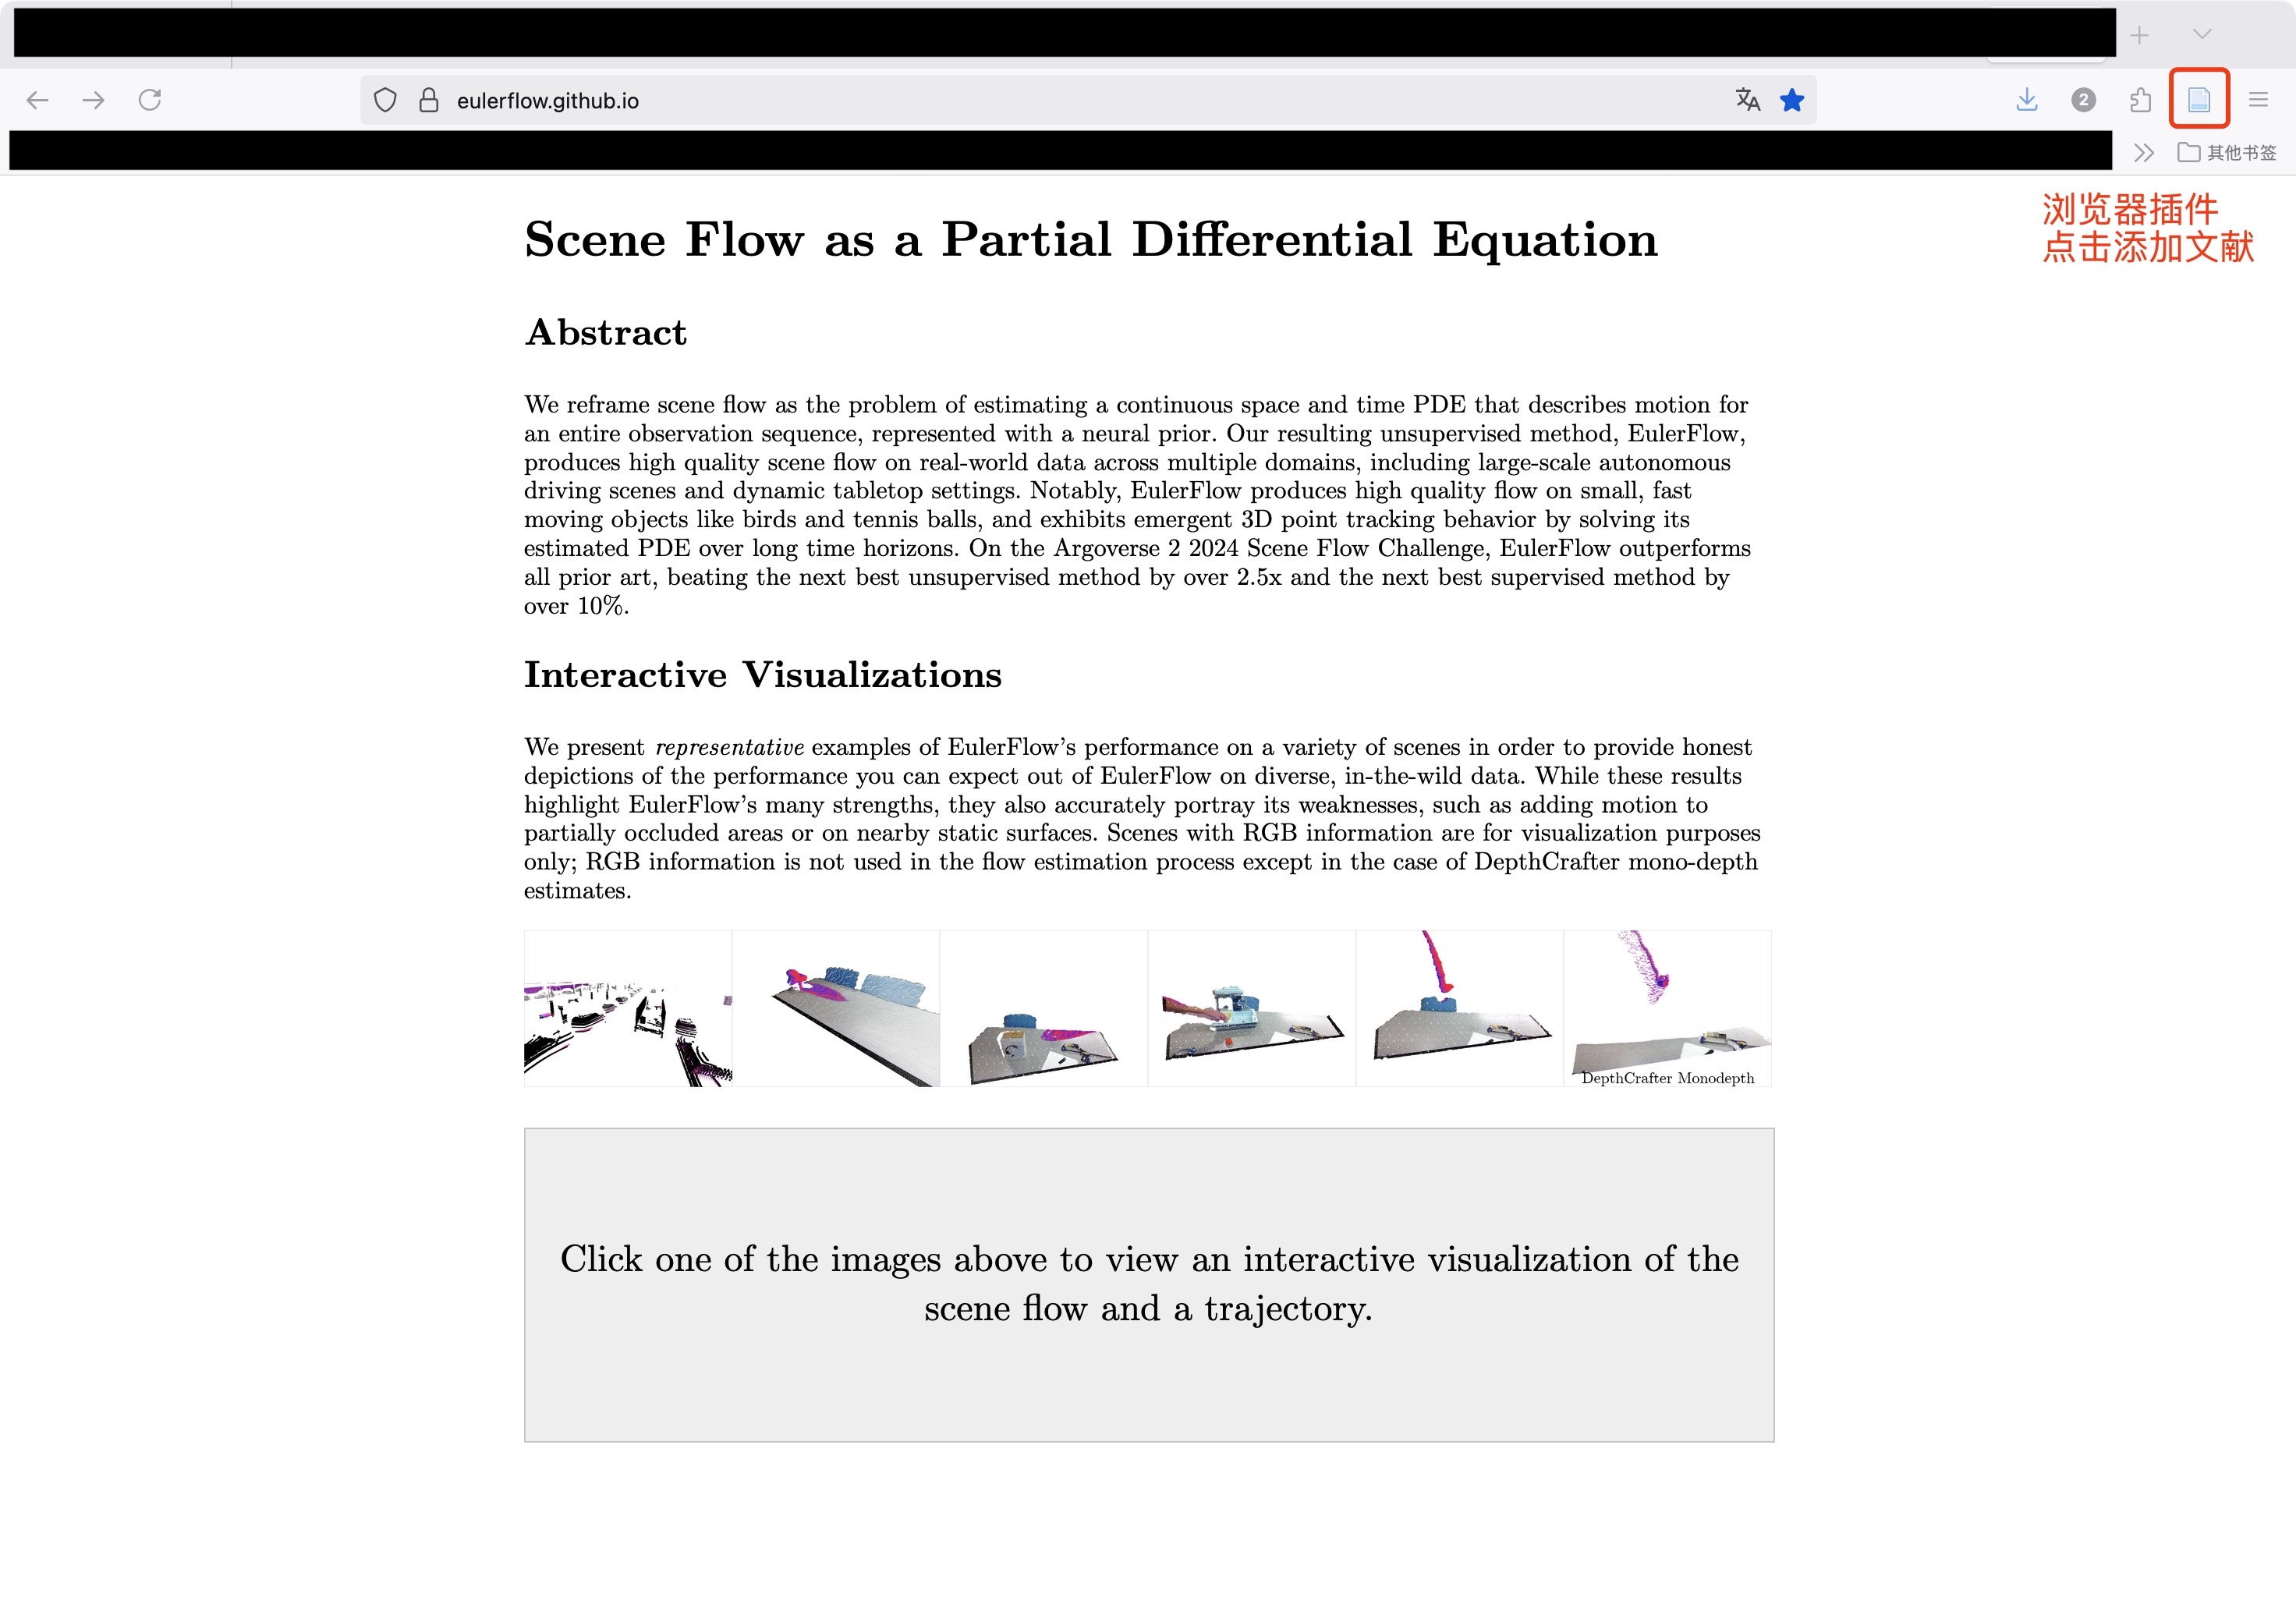 eulerflow.github.io
2
其他书签
浏览器插件
点击添加文献
Scene Flow as a Partial Differential Equation
Abstract
We reframe scene flow as the problem of estimating a continuous space and time PDE that describes motion for
an entire observation sequence, represented with a neural prior. Our resulting unsupervised method, EulerFlow,
produces high quality scene flow on real-world data across multiple domains, including large-scale autonomous
driving scenes and dynamic tabletop settings. Notably, EulerFlow produces high quality flow on small, fast
moving objects like birds and tennis balls, and exhibits emergent 3D point tracking behavior by solving its
estimated PDE over long time horizons. On the Argoverse 2 2024 Scene Flow Challenge, EulerFlow outperforms
all prior art, beating the next best unsupervised method by over 2.5x and the next best supervised method by
over 10%.
Interactive Visualizations
We present representative examples of EulerFlow's performance on a variety of scenes in order to provide honest
depictions of the performance you can expect out of EulerFlow on diverse, in-the-wild data. While these results
highlight EulerFlow's many strengths, they also accurately portray its weaknesses, such as adding motion to
partially occluded areas or on nearby static surfaces. Scenes with RGB information are for visualization purposes
only; RGB information is not used in the flow estimation process except in the case of DepthCrafter mono-depth
estimates.
DepthCrafter Monodepth
Click one of the images above to view an interactive visualization of the
scene flow and a trajectory.